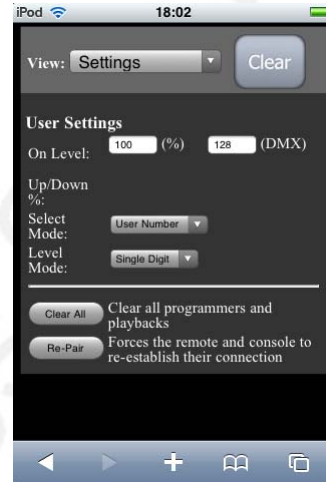 iPod 18:02
View: Settings Clear
User Settings
On Level: 100 (%) 128 (DMX)
Up/Down
%:
Select
Mode: User Number
Level
Mode: Single Digit
Clear All Clear all programmers and
playbacks
Re-Pair Forces the remote and console to
re-establish their connection